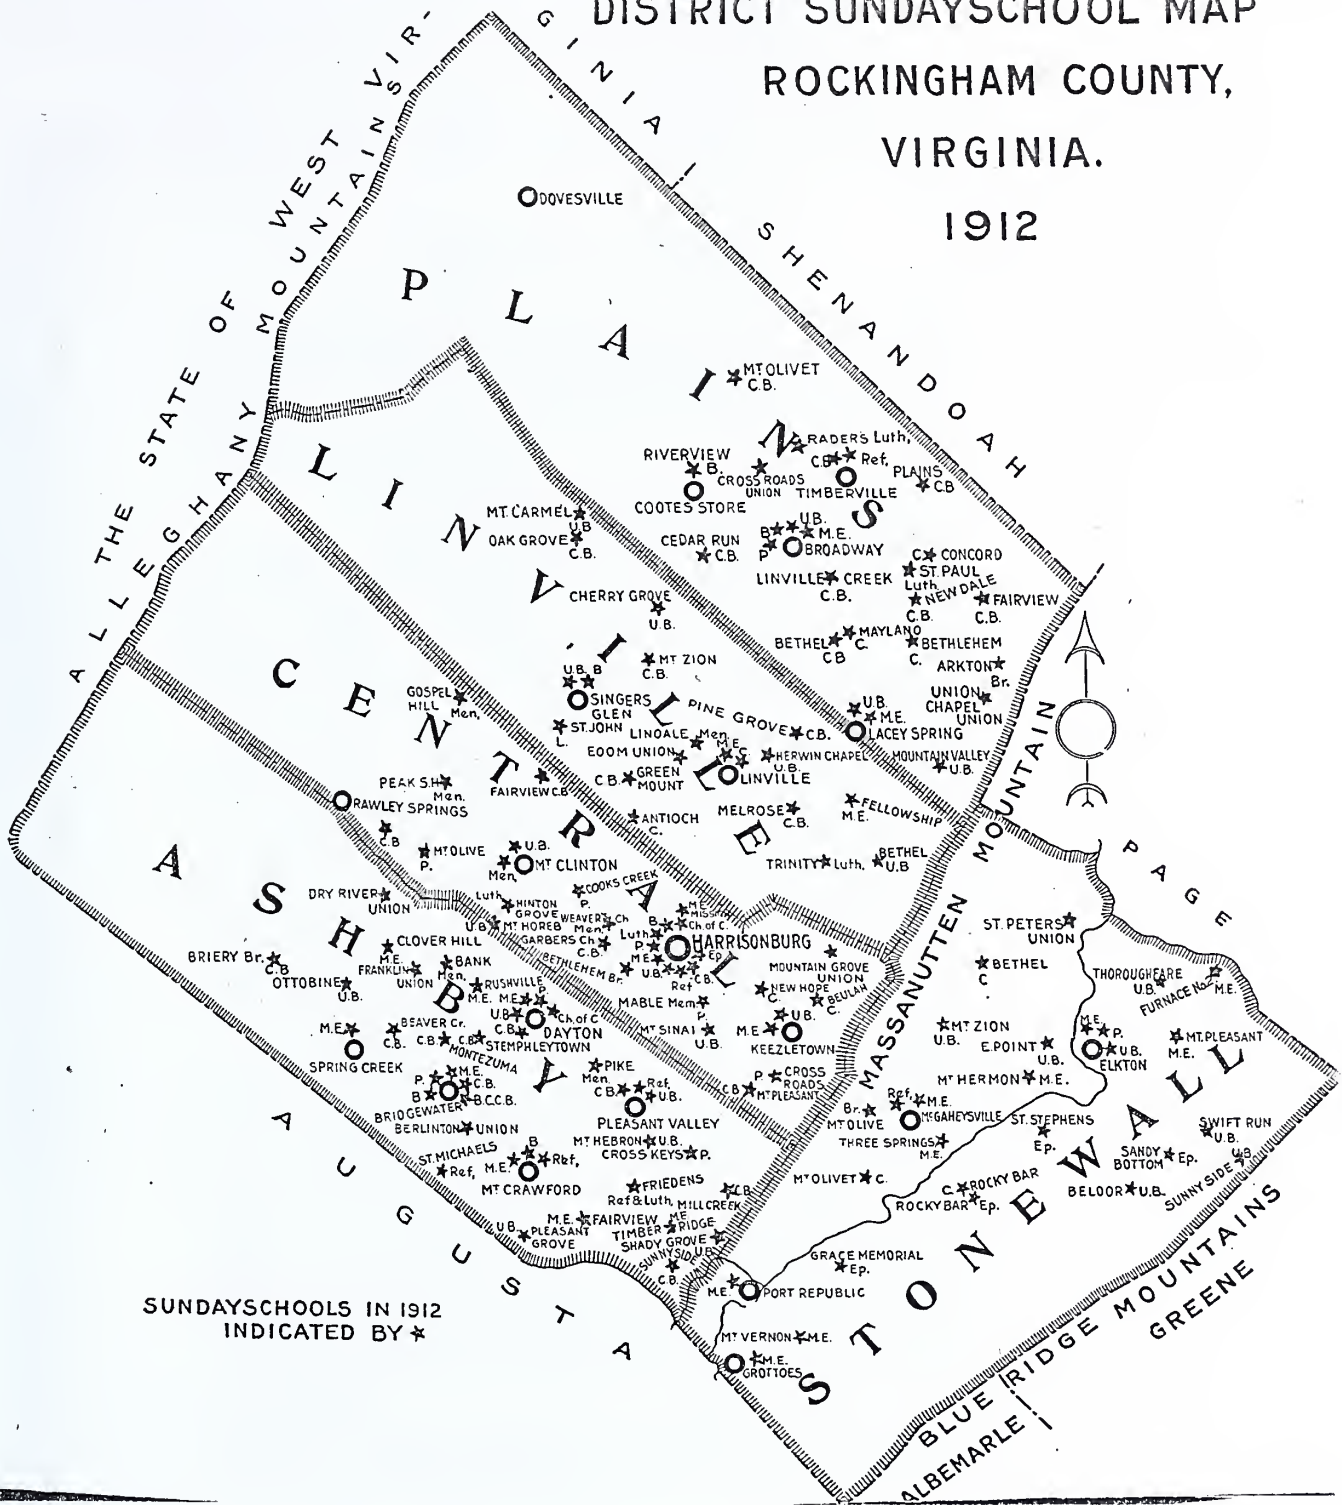 DISTRICT SUNDAYSCHOOL MAP
ROCKINGHAM COUNTY,
VIRGINIA.
1912
ALL THE STATE OF WEST VIR-
GINIA
ALLEGHANY MOUNTAINS
SHENANDOAH
DOVESVILLE
PLAINS
MT OLIVET
C.B.
RADERS Luth.
C.B. Ref.
RIVERVIEW
B.
CROSS ROADS
UNION
TIMBERVILLE
PLAINS
C.B
COOTES STORE
U.B.
B M.E.
P BROADWAY
CEDAR RUN
C.B.
C. CONCORD
ST. PAUL
Luth.
LINVILLE CREEK
C.B.
NEW DALE
C.B.
FAIRVIEW
C.B.
BETHEL
CB
MAYLAND
C.
BETHLEHEM
C.
ARKTON
Br.
UNION
CHAPEL
UNION
U.B.
M.E.
LACEY SPRING
MOUNTAIN VALLEY
U.B.
LINVILLE
MT. CARMEL
U.B
OAK GROVE
C.B.
CHERRY GROVE
U.B.
MT ZION
C.B.
U.B. B
SINGERS
GLEN
ST. JOHN
L.
PINE GROVE C.B.
LINDALE Men.
M.E.
C.
EDOM UNION
HERWIN CHAPEL
U.B.
C.B. GREEN
MOUNT
LINVILLE
ANTIOCH
C.
MELROSE
C.B.
FELLOWSHIP
M.E.
TRINITY Luth.
BETHEL
U.B
CENTRAL
GOSPEL
HILL Men.
PEAK S.H
Men.
FAIRVIEW C.B
RAWLEY SPRINGS
C.B
MT OLIVE
P.
U.B.
Men.
MT CLINTON
COOKS CREEK
P.
Luth. HINTON
GROVE
U.B MT HOREB
WEAVERS Ch
Men.
GARBERS Ch
C.B.
BETHLEHEM Br.
M.E.
MISSION
B Ch. of C.
Luth
P.
HARRISONBURG
M.E. Ep.
U.B. C.B.
Ref
MOUNTAIN GROVE
UNION
NEW HOPE
C.
BEULAH
C.
MABLE Mem
P.
MT SINAI
U.B.
U.B.
M.E
KEEZLETOWN
P CROSS
ROADS
C.B MT PLEASANT
ASHBY
DRY RIVER
UNION
BRIERY Br.
C.B
CLOVER HILL
M.E.
OTTOBINE
U.B.
FRANKLIN
UNION
BANK
Men.
RUSHVILLE
M.E.
M.E. P.
U.B Ch. of C
C.B. DAYTON
M.E.
SPRING CREEK
BEAVER Cr.
C.B.
C.B. C.B STEMPHLEYTOWN
MONTEZUMA
P. M.E.
C.B.
B B.C.C.B.
BRIDGEWATER
BERLINTON UNION
PIKE
Men.
C.B. Ref.
U.B.
PLEASANT VALLEY
ST. MICHAELS
Ref.
B
M.E. Ref.
MT CRAWFORD
MT HEBRON U.B.
CROSS KEYS P.
FRIEDENS
Ref & Luth.
MILL CREEK
C.B.
U.B. PLEASANT
GROVE
M.E. FAIRVIEW
M.E
TIMBER RIDGE
SHADY GROVE
U.B
SUNNYSIDE
C.B.
AUGUSTA
MASSANUTTEN MOUNTAIN
PAGE
STONEWALL
ST. PETERS
UNION
BETHEL
C
THOROUGHFARE
U.B.
FURNACE No. 2
M.E.
MT ZION
U.B.
E. POINT
U.B.
M.E.
P.
U.B.
ELKTON
MT. PLEASANT
M.E.
MT HERMON M.E.
Ref. M.E.
McGAHEYSVILLE
Br.
MT OLIVE
THREE SPRINGS
M.E.
ST. STEPHENS
Ep.
SWIFT RUN
U.B.
SANDY
BOTTOM Ep.
U.B.
SUNNY SIDE
BELDOR U.B.
MT OLIVET C.
C. ROCKY BAR
ROCKY BAR Ep.
GRACE MEMORIAL
Ep.
M.E. PORT REPUBLIC
MT VERNON M.E.
M.E.
GROTTOES
BLUE RIDGE MOUNTAINS
GREENE
ALBEMARLE
SUNDAYSCHOOLS IN 1912
INDICATED BY